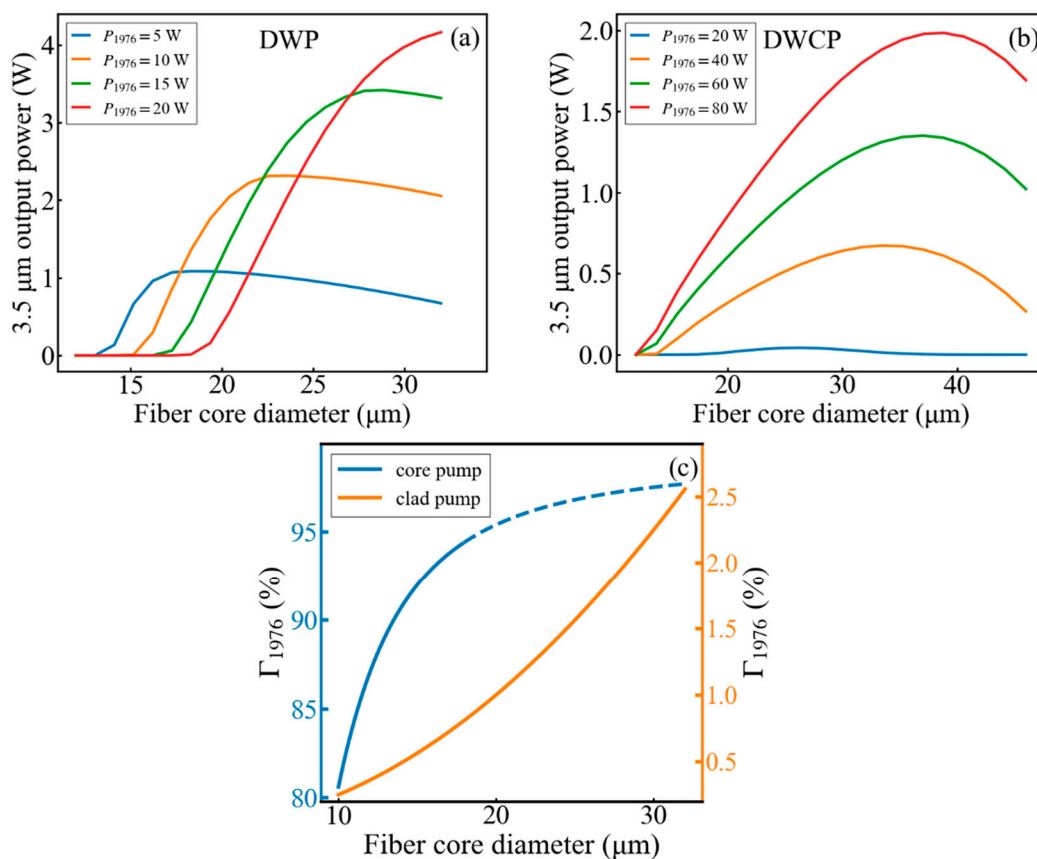 DWP
(a)
P₁₉₇₆ = 5 W
P₁₉₇₆ = 10 W
P₁₉₇₆ = 15 W
P₁₉₇₆ = 20 W
3.5 μm output power (W)
4
3
2
1
0
15 20 25 30
Fiber core diameter (μm)
DWCP
(b)
P₁₉₇₆ = 20 W
P₁₉₇₆ = 40 W
P₁₉₇₆ = 60 W
P₁₉₇₆ = 80 W
3.5 μm output power (W)
2.0
1.5
1.0
0.5
0.0
20 30 40
Fiber core diameter (μm)
(c)
core pump
clad pump
Γ₁₉₇₆ (%)
95
90
85
80
Γ₁₉₇₆ (%)
2.5
2.0
1.5
1.0
0.5
10 20 30
Fiber core diameter (μm)